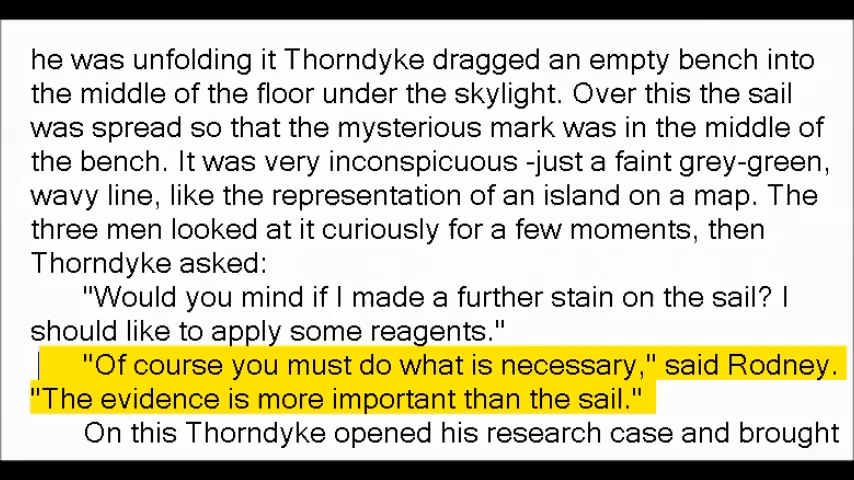 he was unfolding it Thorndyke dragged an empty bench into
the middle of the floor under the skylight. Over this the sail
was spread so that the mysterious mark was in the middle of
the bench. It was very inconspicuous -just a faint grey-green,
wavy line, like the representation of an island on a map. The
three men looked at it curiously for a few moments, then
Thorndyke asked:
"Would you mind if I made a further stain on the sail? I
should like to apply some reagents."
"Of course you must do what is necessary," said Rodney.
"The evidence is more important than the sail."
On this Thorndyke opened his research case and brought